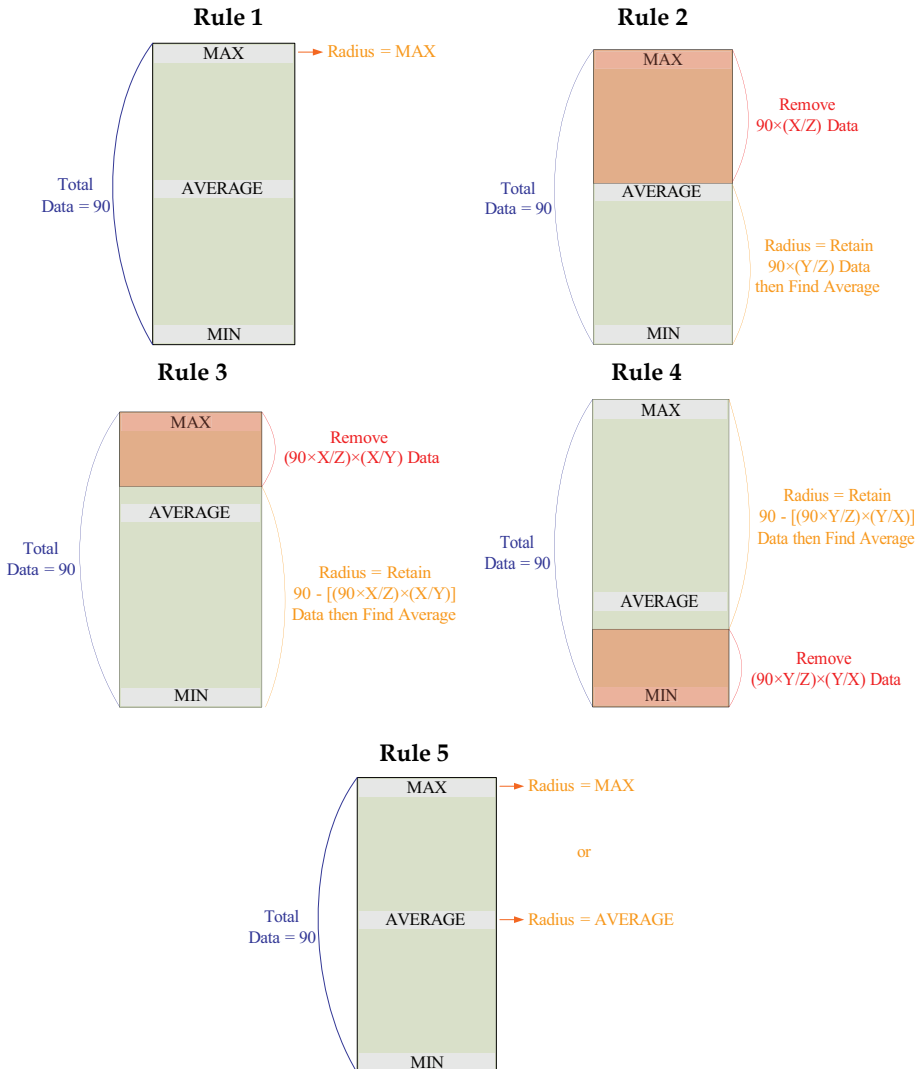 Rule 1
MAX
Radius = MAX
Total
Data = 90
AVERAGE
MIN
Rule 2
MAX
Remove
90×(X/Z) Data
Total
Data = 90
AVERAGE
Radius = Retain
90×(Y/Z) Data
then Find Average
MIN
Rule 3
MAX
Remove
(90×X/Z)×(X/Y) Data
AVERAGE
Total
Data = 90
Radius = Retain
90 - [(90×X/Z)×(X/Y)]
Data then Find Average
MIN
Rule 4
MAX
Radius = Retain
90 - [(90×Y/Z)×(Y/X)]
Data then Find Average
Total
Data = 90
AVERAGE
Remove
(90×Y/Z)×(Y/X) Data
MIN
Rule 5
MAX
Radius = MAX
or
Total
Data = 90
AVERAGE
Radius = AVERAGE
MIN